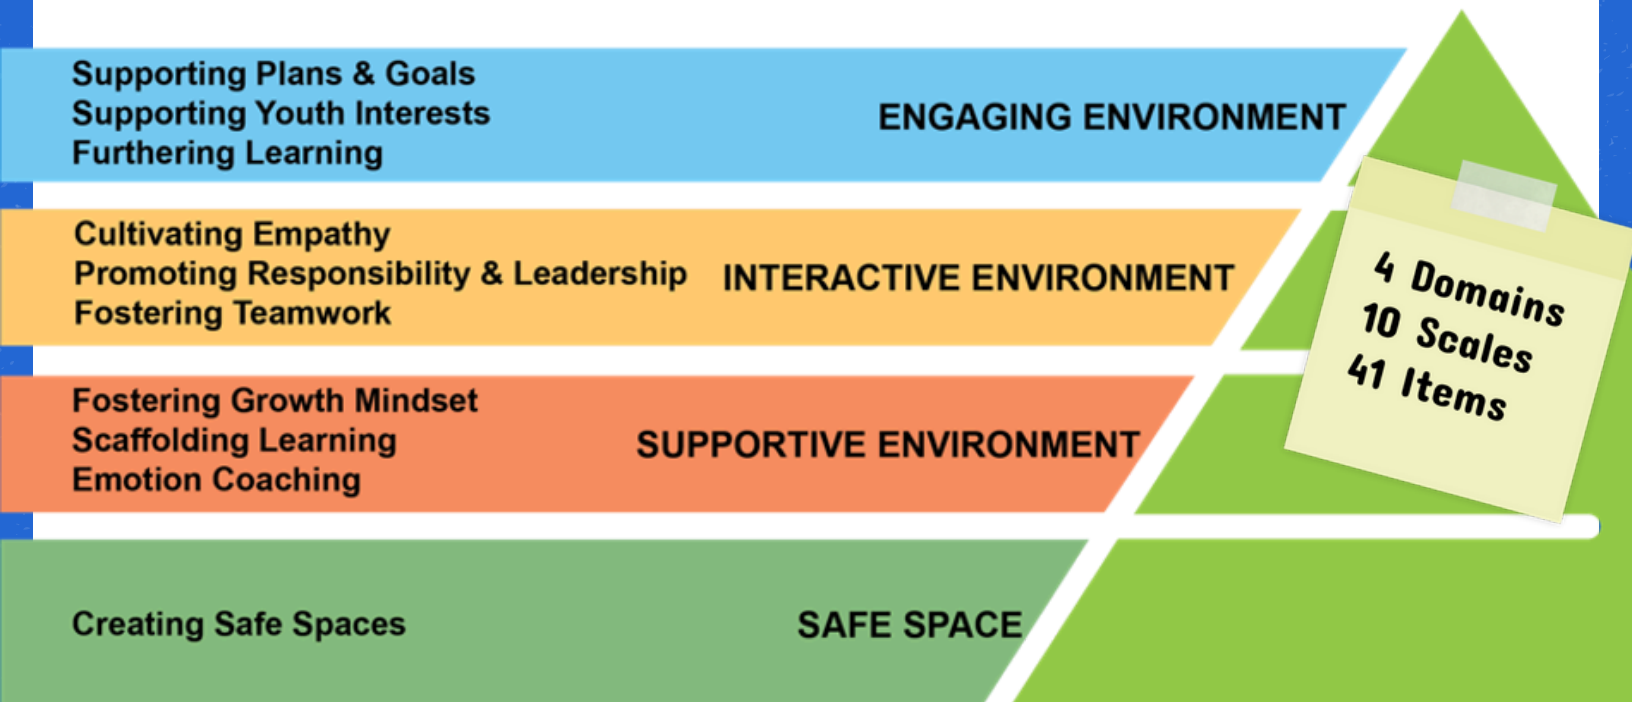 Supporting Plans & Goals
Supporting Youth Interests
Furthering Learning
ENGAGING ENVIRONMENT
Cultivating Empathy
Promoting Responsibility & Leadership
Fostering Teamwork
INTERACTIVE ENVIRONMENT
Fostering Growth Mindset
Scaffolding Learning
Emotion Coaching
SUPPORTIVE ENVIRONMENT
Creating Safe Spaces
SAFE SPACE
4 Domains
10 Scales
41 Items